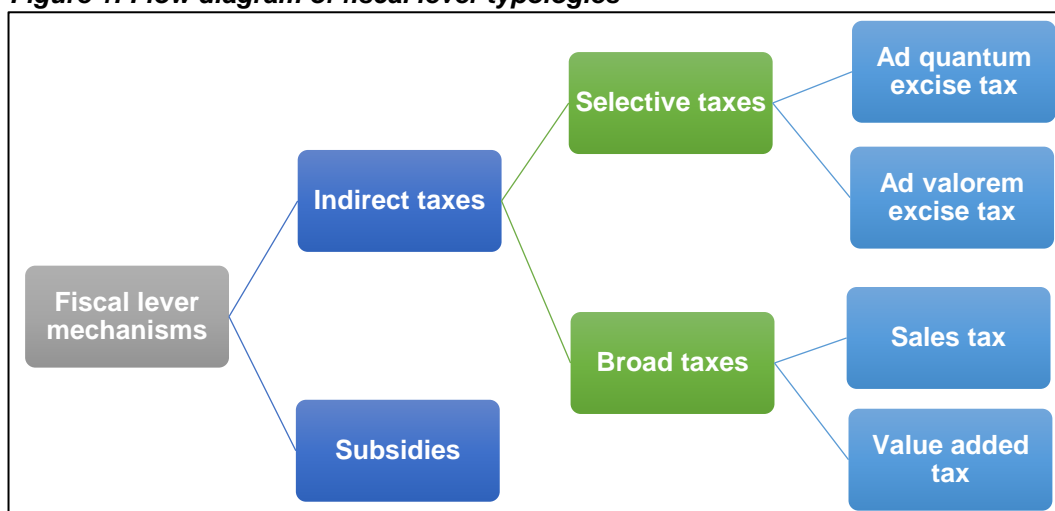 Figure 1: Flow diagram of fiscal lever typologies
Ad quantum
excise tax
Selective taxes
Ad valorem
excise tax
Indirect taxes
Fiscal lever
mechanisms
Sales tax
Broad taxes
Subsidies
Value added
tax